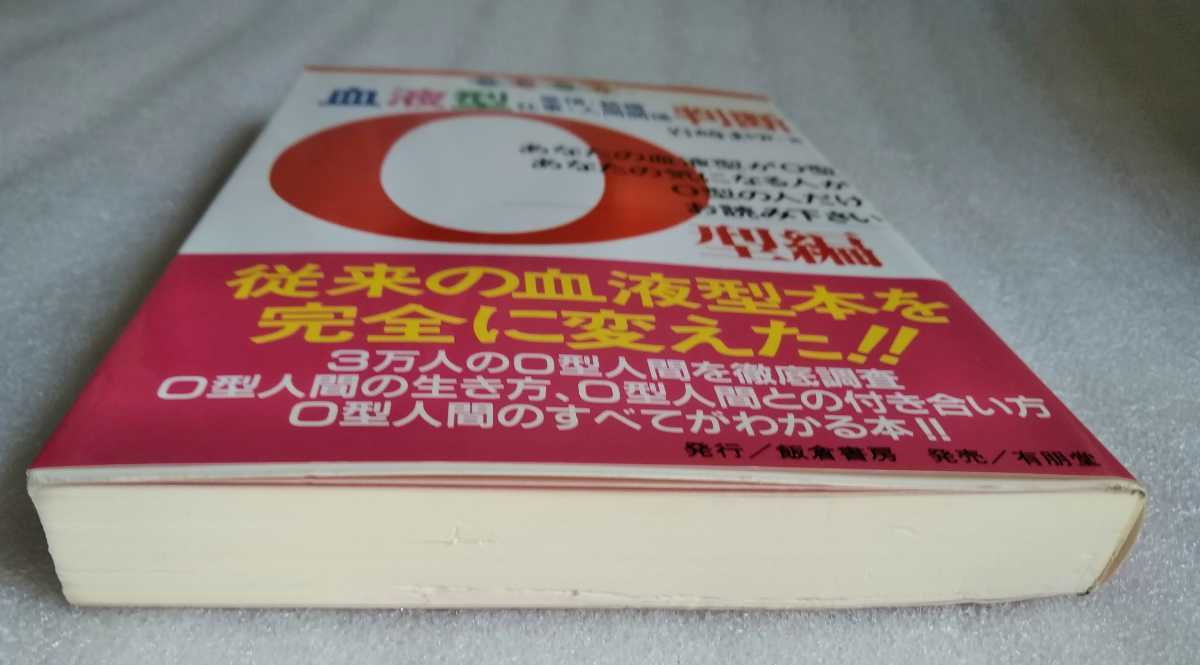 血液型
判断
あなたの血液型がO型、
あなたの気になる人が
O型の人だけ
お読み下さい
O
型編
従来の血液型本を
完全に変えた!!
3万人のO型人間を徹底調査
O型人間の生き方、O型人間との付き合い方
O型人間のすべてがわかる本!!
発行／飯倉書房 発売／有朋堂